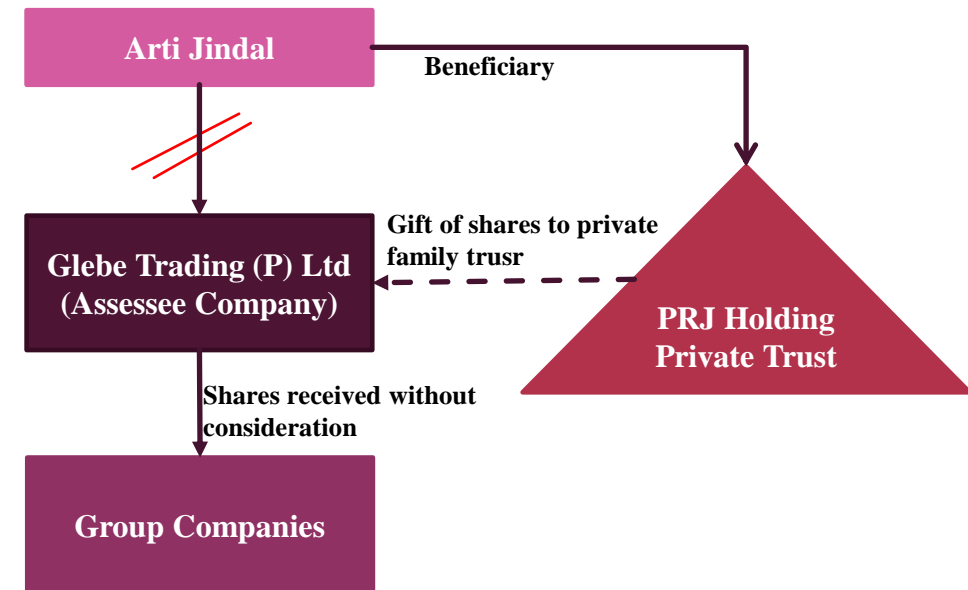 Arti Jindal
Beneficiary
Gift of shares to private
family trusr
Glebe Trading (P) Ltd
(Assessee Company)
PRJ Holding
Private Trust
Shares received without
consideration
Group Companies